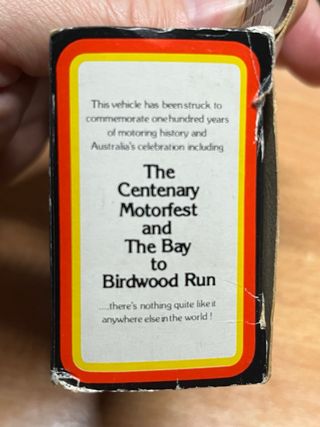 This vehicle has been struck to
commemorate one hundred years
of motoring history and
Australia's celebration including
The
Centenary
Motorfest
and
The Bay
to
Birdwood Run
....there's nothing quite like it
anywhere else in the world !